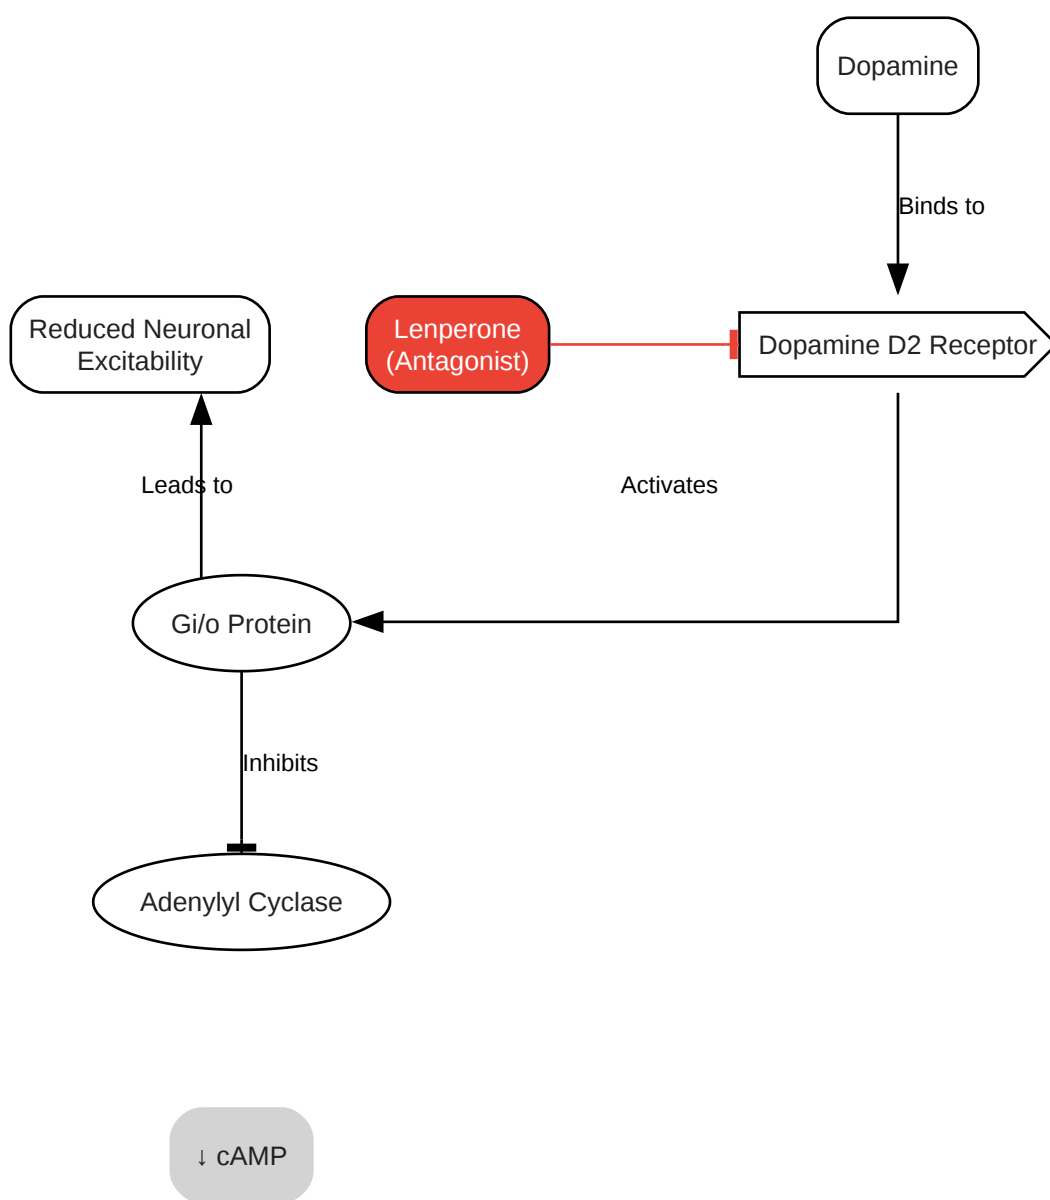 Dopamine
Binds to
Reduced Neuronal
Excitability
Lenperone
(Antagonist)
Dopamine D2 Receptor
Leads to
Activates
Gi/o Protein
Inhibits
Adenylyl Cyclase
↓ cAMP